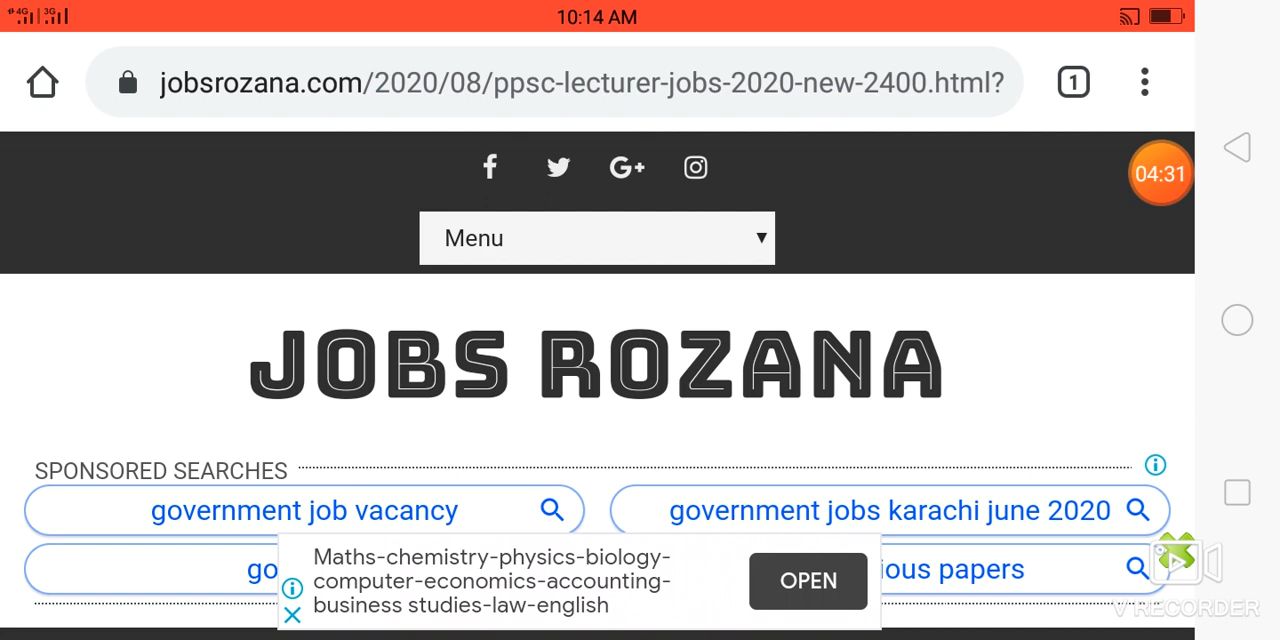 4G 3G 10:14 AM
jobsrozana.com/2020/08/ppsc-lecturer-jobs-2020-new-2400.html? 1
f G+
04:31
Menu
JOBS ROZANA
SPONSORED SEARCHES
government job vacancy
government jobs karachi june 2020
go
ious papers
Maths-chemistry-physics-biology-
computer-economics-accounting-
business studies-law-english
OPEN
V RECORDER